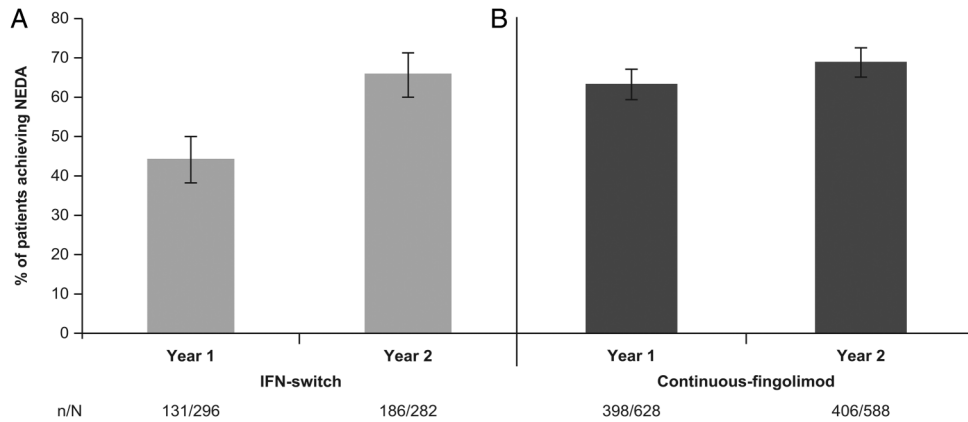 A
B
% of patients achieving NEDA
80
70
60
50
40
30
20
10
0
Year 1 Year 2 Year 1 Year 2
IFN-switch Continuous-fingolimod
n/N 131/296 186/282 398/628 406/588